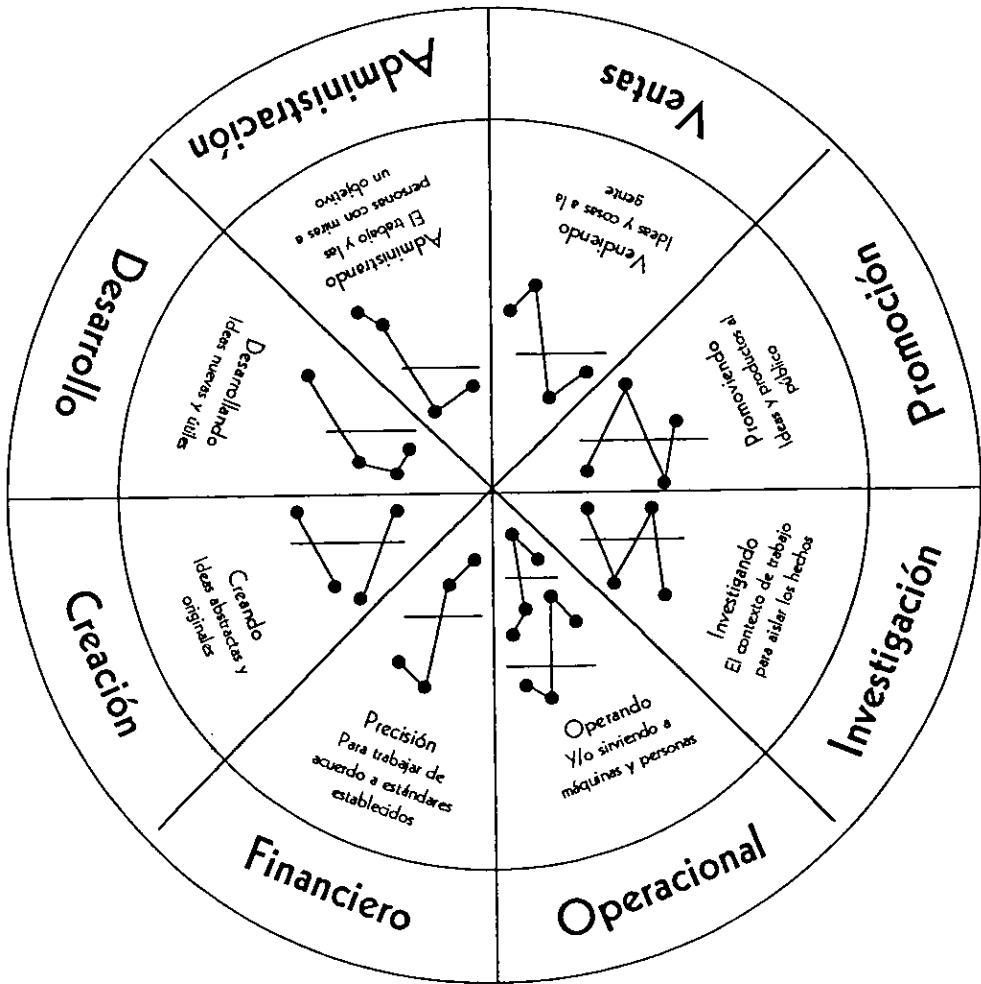 Administración
Administrando
El trabajo y las
personas con miras a
un objetivo
Ventas
Vendiendo
Ideas y cosas a la
gente
Promoción
Promoviendo
Ideas y productos al
público
Investigación
Investigando
El contexto de trabajo
para aislar los hechos
Operacional
Operando
Y/o sirviendo a
máquinas y personas
Financiero
Precisión
Para trabajar de
acuerdo a estándares
establecidos
Creación
Creando
Ideas abstractas y
originales
Desarrollo
Desarrollando
Ideas nuevas y útiles